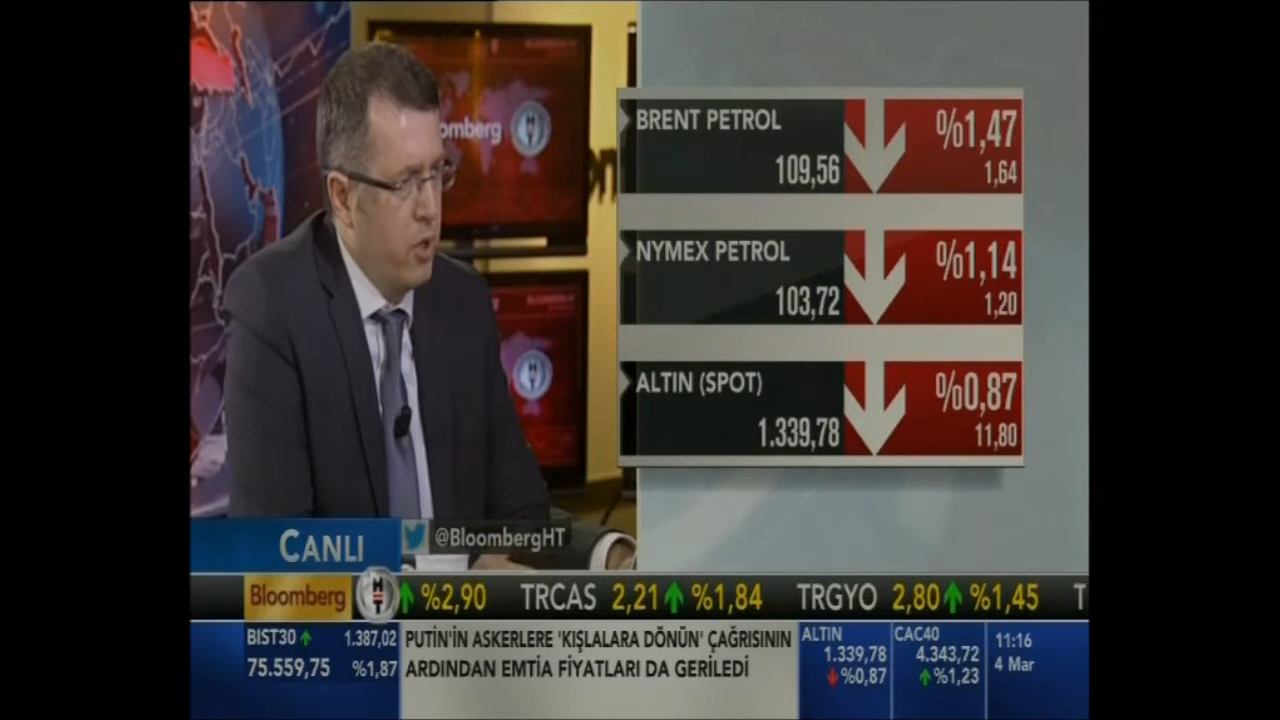 omberg
BRENT PETROL
109,56
%1,47
1,64
NYMEX PETROL
103,72
%1,14
1,20
ALTIN (SPOT)
1.339,78
%0,87
11,80
CANLI
@BloombergHT
Bloomberg HT
%2,90 TRCAS 2,21 %1,84 TRGYO 2,80 %1,45 T
BIST30 1.387,02
75.559,75 %1,87
PUTİN'İN ASKERLERE 'KIŞLALARA DÖNÜN' ÇAĞRISININ
ARDINDAN EMTİA FİYATLARI DA GERİLEDİ
ALTIN
1.339,78
%0,87
CAC40
4.343,72
%1,23
11:16
4 Mar